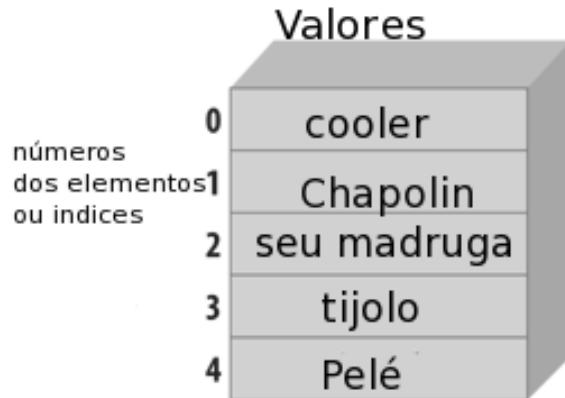 Valores
0 cooler
números
dos elementos
ou indices
1 Chapolin
2 seu madruga
3 tijolo
4 Pelé